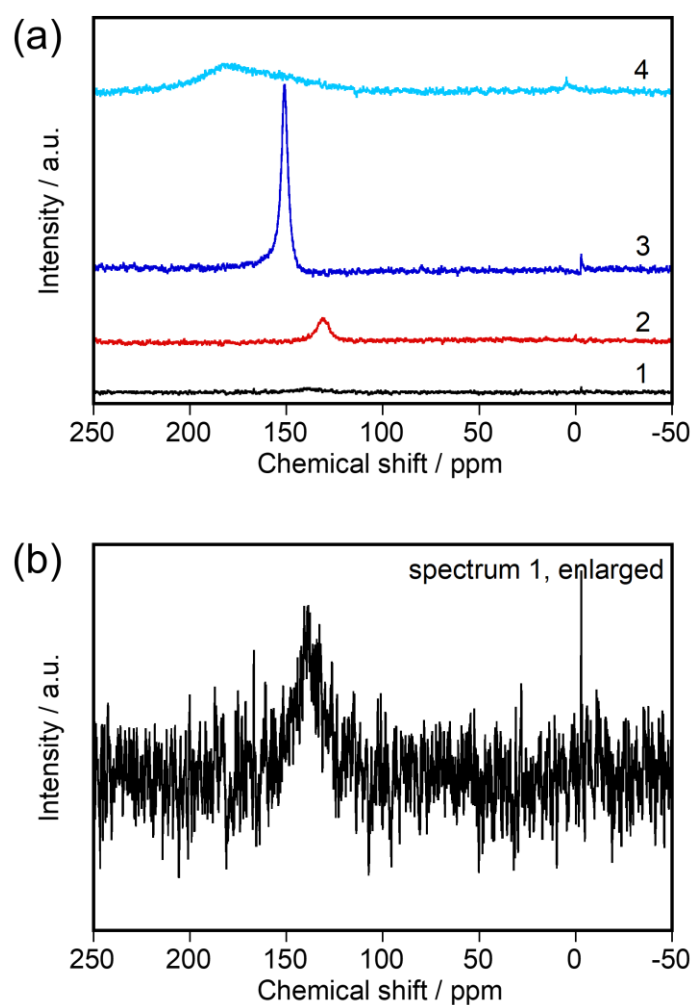 (a)
4
3
2
1
Intensity / a.u.
250 200 150 100 50 0 -50
Chemical shift / ppm
(b)
spectrum 1, enlarged
Intensity / a.u.
250 200 150 100 50 0 -50
Chemical shift / ppm